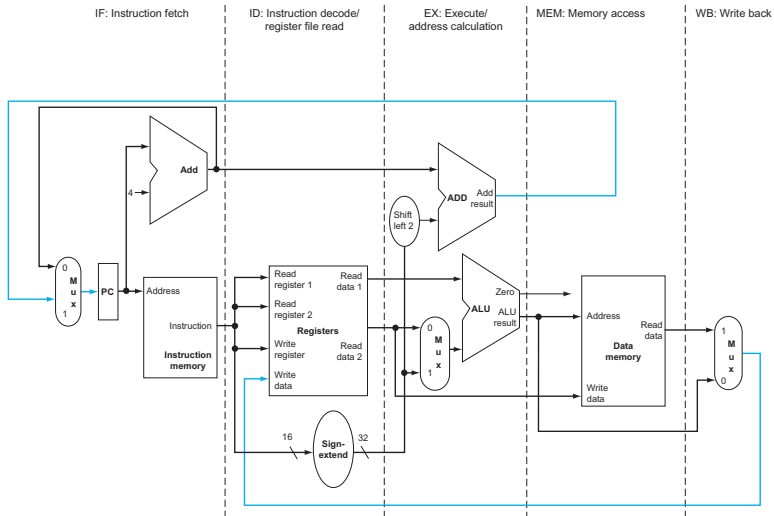 IF: Instruction fetch
ID: Instruction decode/
register file read
EX: Execute/
address calculation
MEM: Memory access
WB: Write back
Add
4
ADD
Add
result
Shift
left 2
0
M
u
x
1
PC
Address
Instruction
Instruction
memory
Read
register 1
Read
register 2
Write
register
Write
data
Registers
Read
data 1
Read
data 2
0
M
u
x
1
Zero
ALU
ALU
result
Address
Data
memory
Read
data
Write
data
1
M
u
x
0
16
Sign-
extend
32